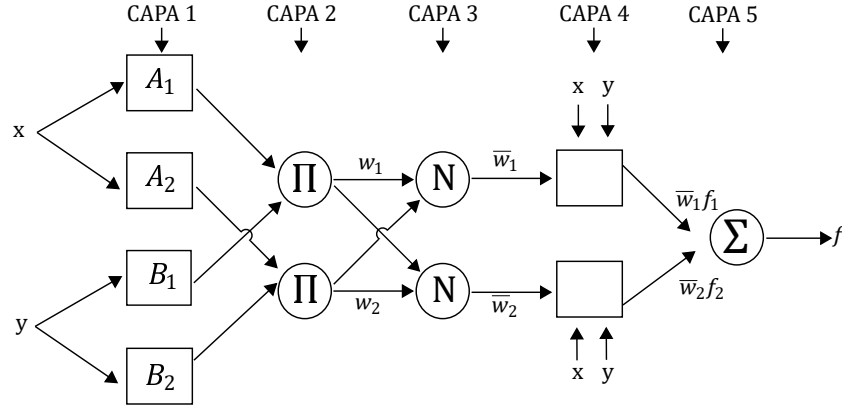 CAPA 1 CAPA 2 CAPA 3 CAPA 4 CAPA 5
A₁
x y
x
A₂
Π w₁ N w̅₁
w̅₁f₁
Σ f
B₁
w̅₂f₂
Π w₂ N w̅₂
y
B₂
x y